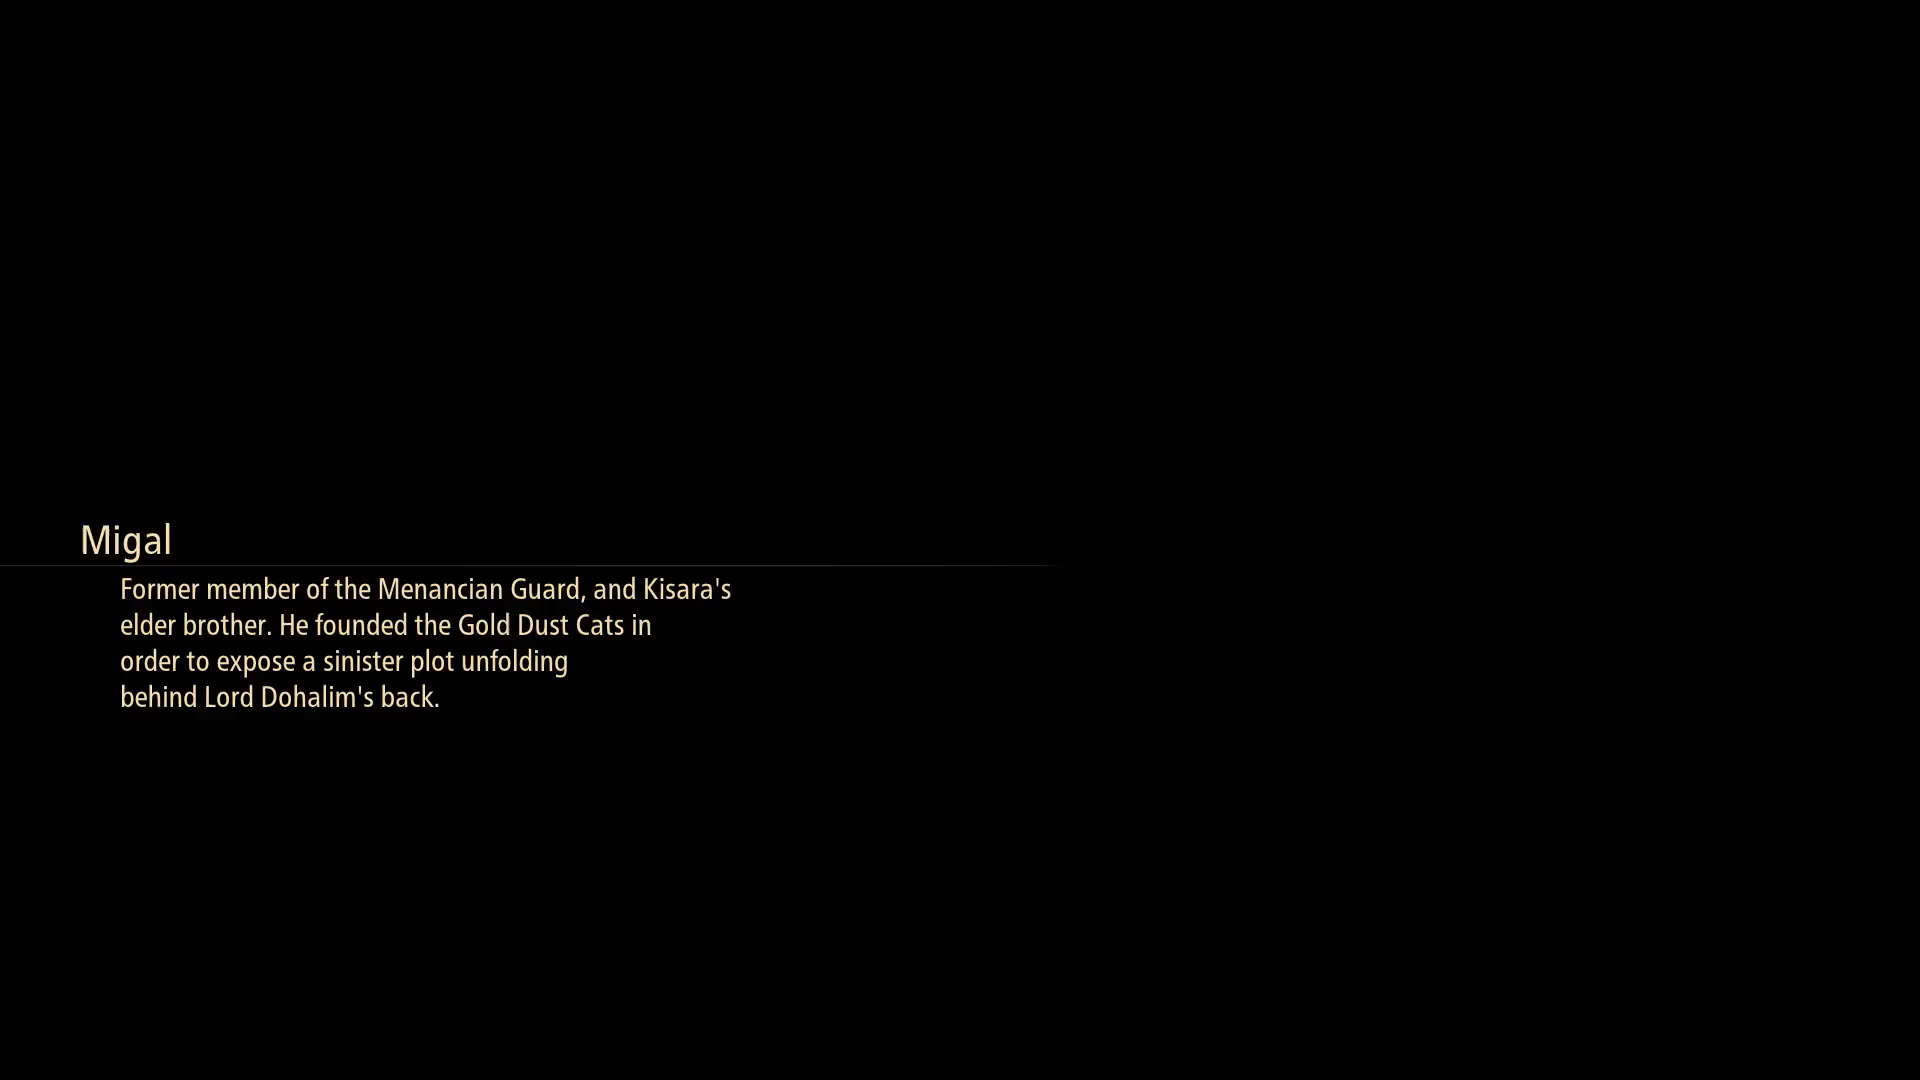 Migal
Former member of the Menancian Guard, and Kisara's
elder brother. He founded the Gold Dust Cats in
order to expose a sinister plot unfolding
behind Lord Dohalim's back.